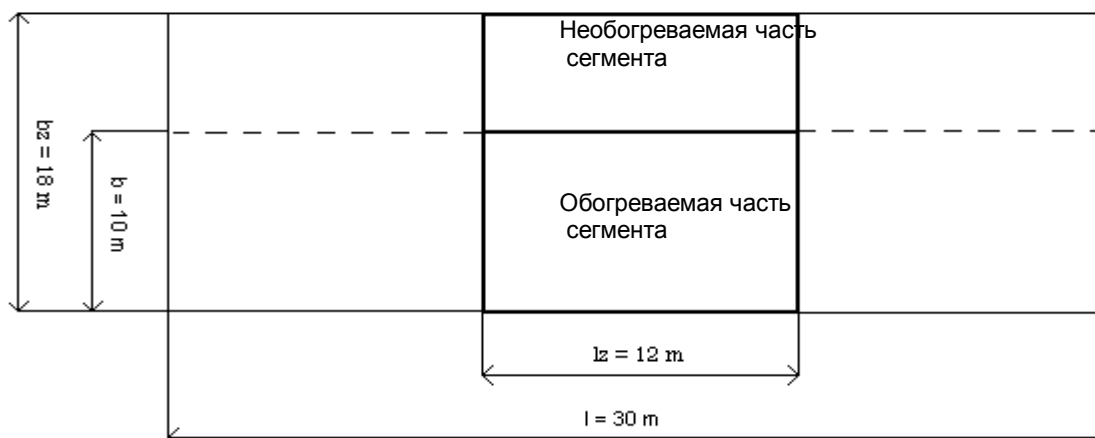 Необогреваемая часть
сегмента
bz = 18 m
b = 10 m
Обогреваемая часть
сегмента
lz = 12 m
l = 30 m